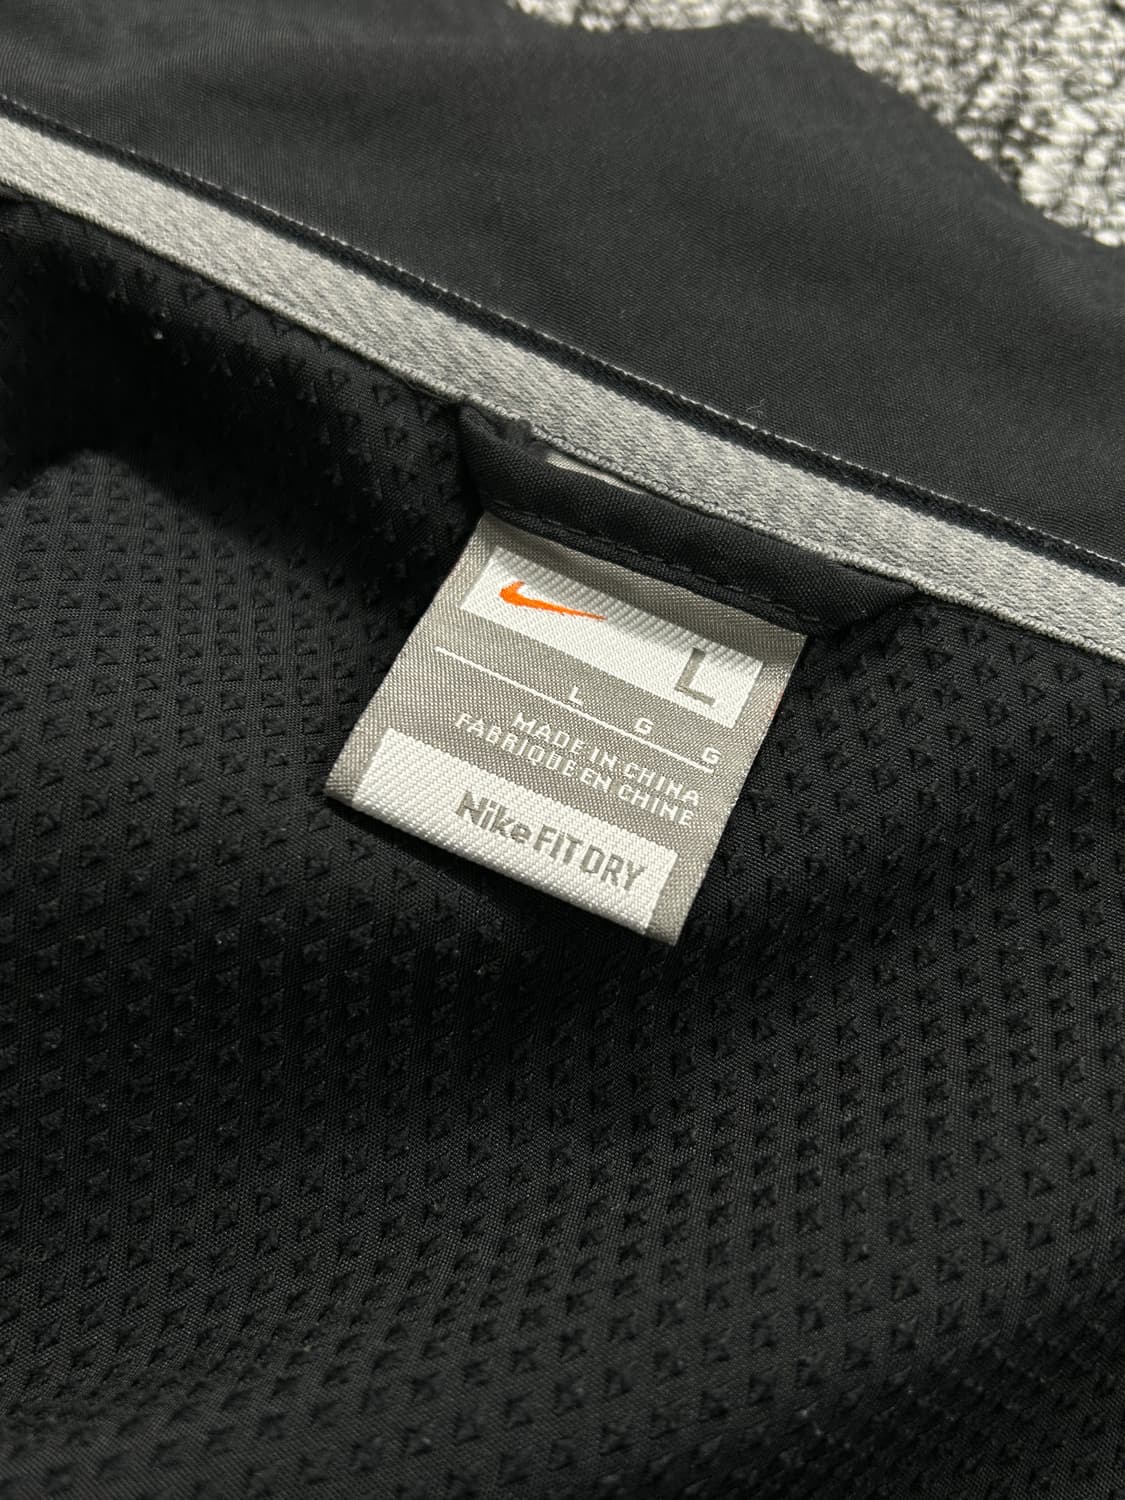 L
L G G
MADE IN CHINA
FABRIQUE EN CHINE
Nike FIT DRY